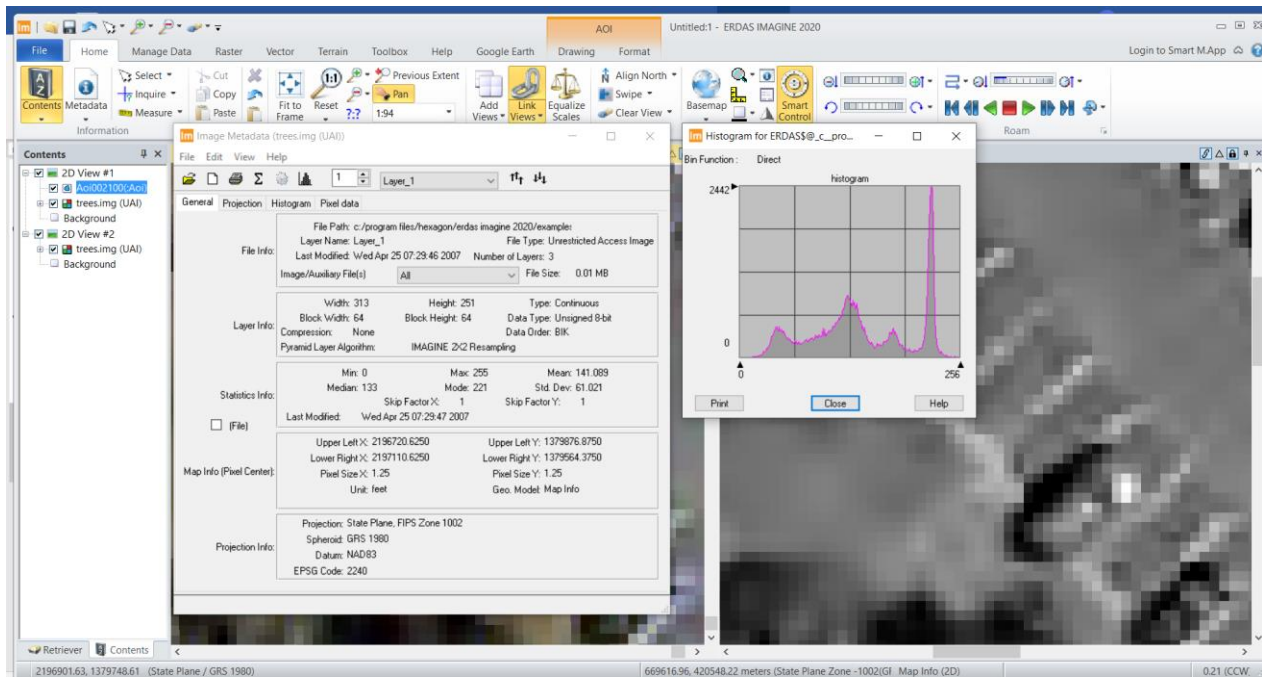 AOI
Untitled:1 - ERDAS IMAGINE 2020
File Home Manage Data Raster Vector Terrain Toolbox Help Google Earth Drawing Format
Login to Smart M.App
Contents Metadata
Select
Inquire
Measure
Information
Cut
Copy
Paste
Fit to Frame
Reset
1:1
Previous Extent
Pan
?.? 1:94
Add Views
Link Views
Equalize Scales
Align North
Swipe
Clear View
Basemap
Smart Control
Roam
Contents
2D View #1
Aoi002100(:Aoi)
trees.img (UAI)
Background
2D View #2
trees.img (UAI)
Background
Image Metadata (trees.img (UAI))
File Edit View Help
1 Layer_1
General Projection Histogram Pixel data
File Info:
File Path: c:/program files/hexagon/erdas imagine 2020/example
Layer Name: Layer_1 File Type: Unrestricted Access Image
Last Modified: Wed Apr 25 07:29:46 2007 Number of Layers: 3
Image/Auxiliary File(s) All File Size: 0.01 MB
Layer Info:
Width: 313 Height: 251 Type: Continuous
Block Width: 64 Block Height: 64 Data Type: Unsigned 8-bit
Compression: None Data Order: BIK
Pyramid Layer Algorithm: IMAGINE 2X2 Resampling
Statistics Info:
(File)
Min: 0 Max: 255 Mean: 141.089
Median: 133 Mode: 221 Std. Dev: 61.021
Skip Factor X: 1 Skip Factor Y: 1
Last Modified: Wed Apr 25 07:29:47 2007
Map Info (Pixel Center):
Upper Left X: 2196720.6250 Upper Left Y: 1379876.8750
Lower Right X: 2197110.6250 Lower Right Y: 1379564.3750
Pixel Size X: 1.25 Pixel Size Y: 1.25
Unit: feet Geo. Model: Map Info
Projection Info:
Projection: State Plane, FIPS Zone 1002
Spheroid: GRS 1980
Datum: NAD83
EPSG Code: 2240
Histogram for ERDAS$@_c__pro...
Bin Function : Direct
histogram
2442
0
0 256
Print Close Help
Retriever Contents
2196901.63, 1379748.61 (State Plane / GRS 1980)
669616.96, 420548.22 meters (State Plane Zone -1002(GI Map Info (2D)
0.21 (CCW,